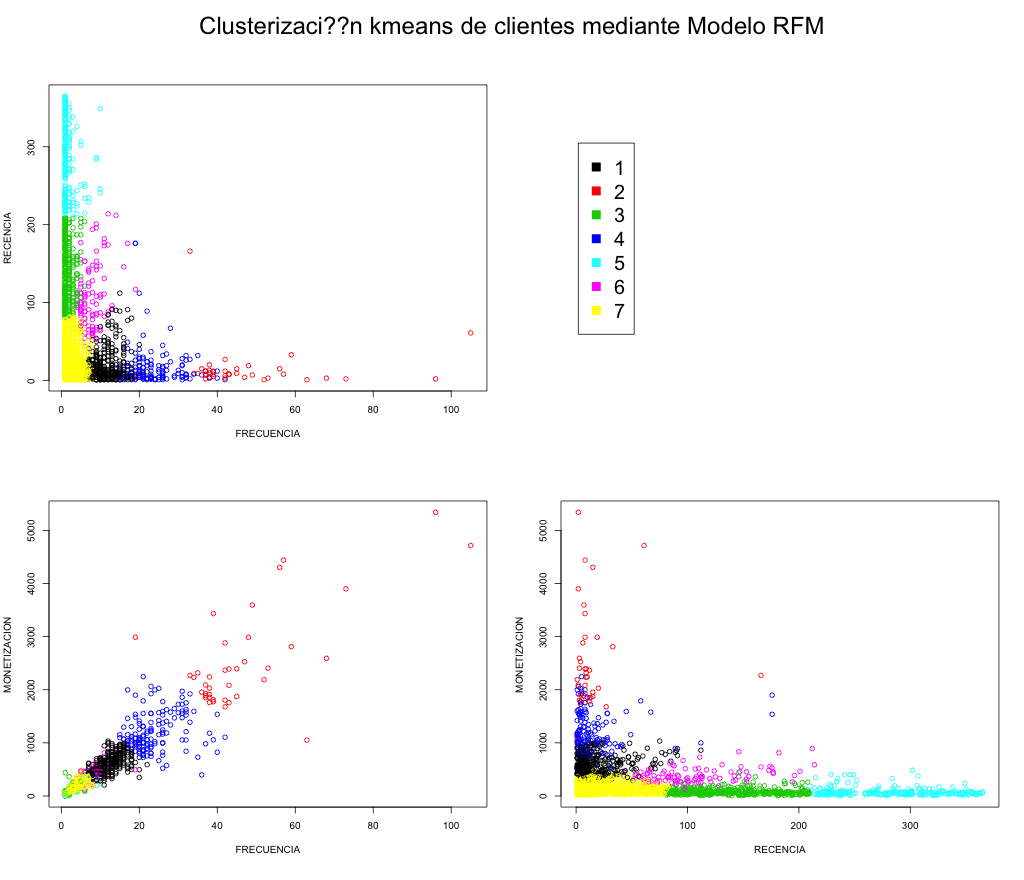 Clusterizaci??n kmeans de clientes mediante Modelo RFM
RECENCIA
0
100
200
300
0 20 40 60 80 100
FRECUENCIA
1
2
3
4
5
6
7
MONETIZACION
0
1000
2000
3000
4000
5000
0 20 40 60 80 100
FRECUENCIA
MONETIZACION
0
1000
2000
3000
4000
5000
0 100 200 300
RECENCIA